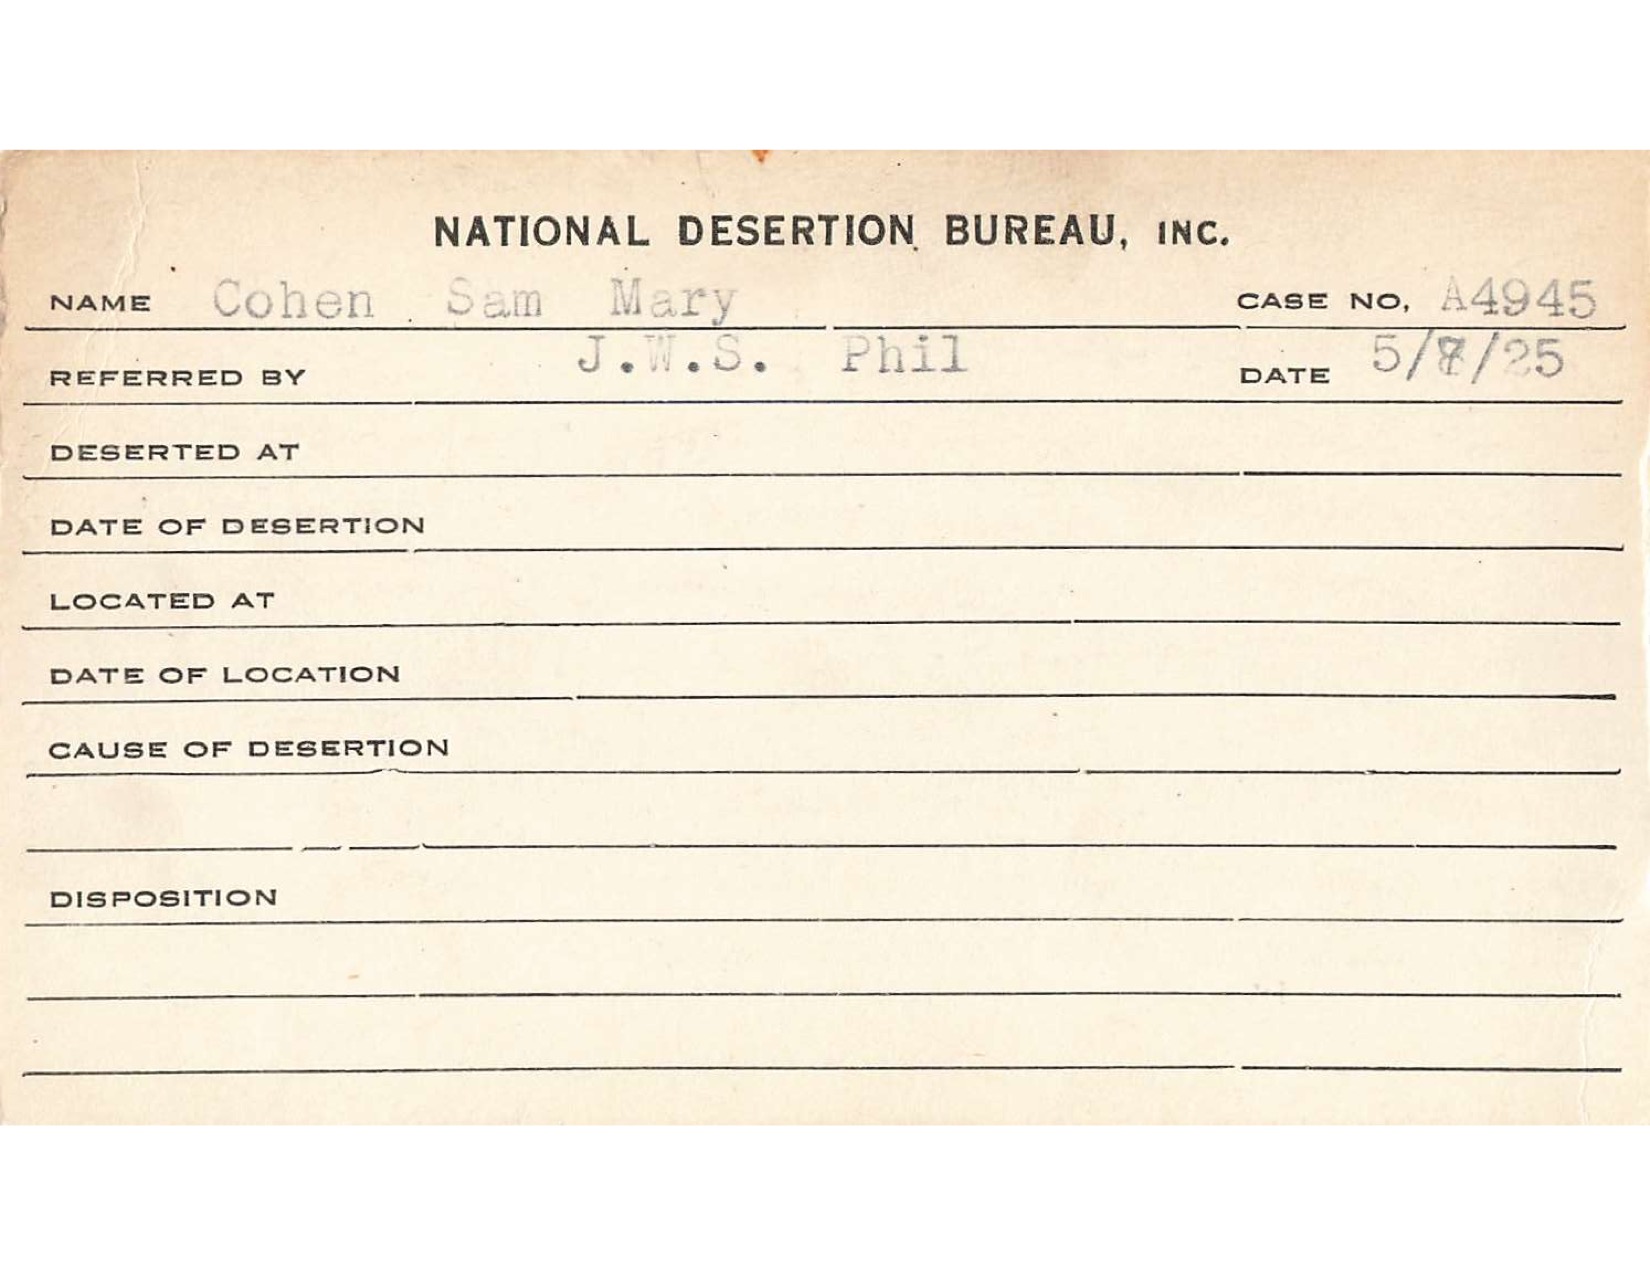 NATIONAL DESERTION BUREAU, INC.
NAME Cohen Sam Mary CASE NO. A4945
REFERRED BY J.W.S. Phil DATE 5/7/25
DESERTED AT
DATE OF DESERTION
LOCATED AT
DATE OF LOCATION
CAUSE OF DESERTION
DISPOSITION